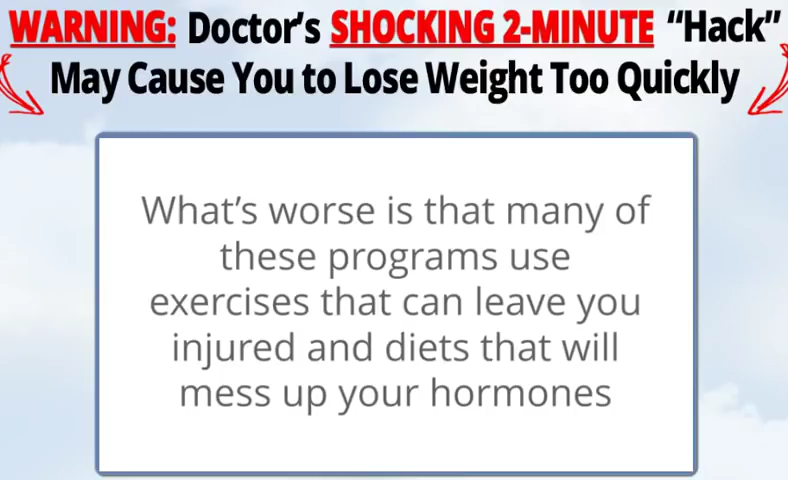 WARNING: Doctor's SHOCKING 2-MINUTE “Hack”
May Cause You to Lose Weight Too Quickly
What's worse is that many of
these programs use
exercises that can leave you
injured and diets that will
mess up your hormones